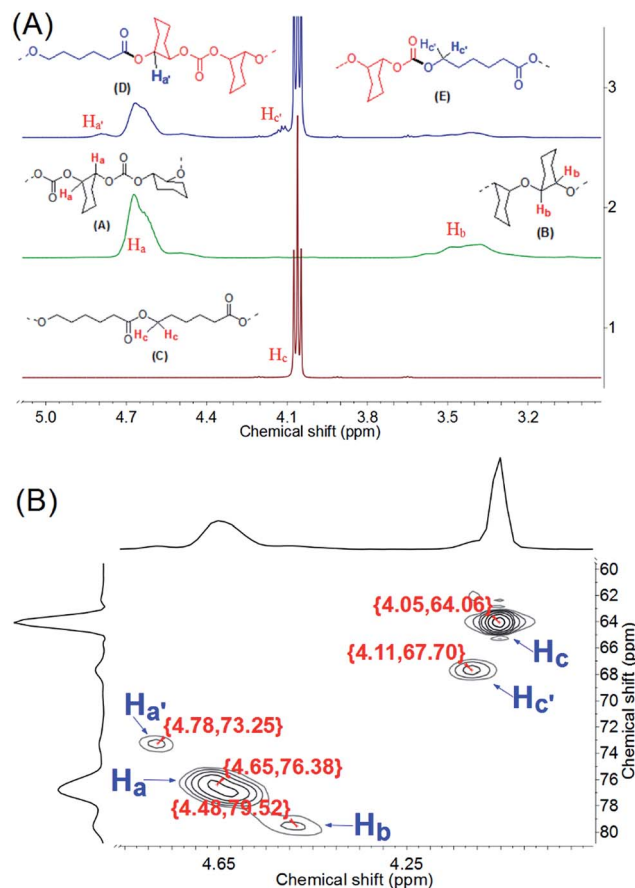 (A)
O
O
O
O
O
O
O
(D)
Ha'
O
O
O
O
O
O
Hc'
Hc'
(E)
3
Ha'
Hc'
Ha
Ha
O
O
O
O
O
O
O
(A)
Ha
O
O
Hb
Hb
(B)
2
Hb
O
O
O
O
O
Hc
Hc
(C)
Hc
1
5.0
4.7
4.4
4.1
3.8
3.4
Chemical shift (ppm)
(B)
{4.05,64.06}
Hc
{4.11,67.70}
Hc'
Ha'
{4.78,73.25}
Ha
{4.65,76.38}
{4.48,79.52}
Hb
60
62
64
66
68
70
72
74
76
78
80
Chemical shift (ppm)
4.65
4.25
Chemical shift (ppm)